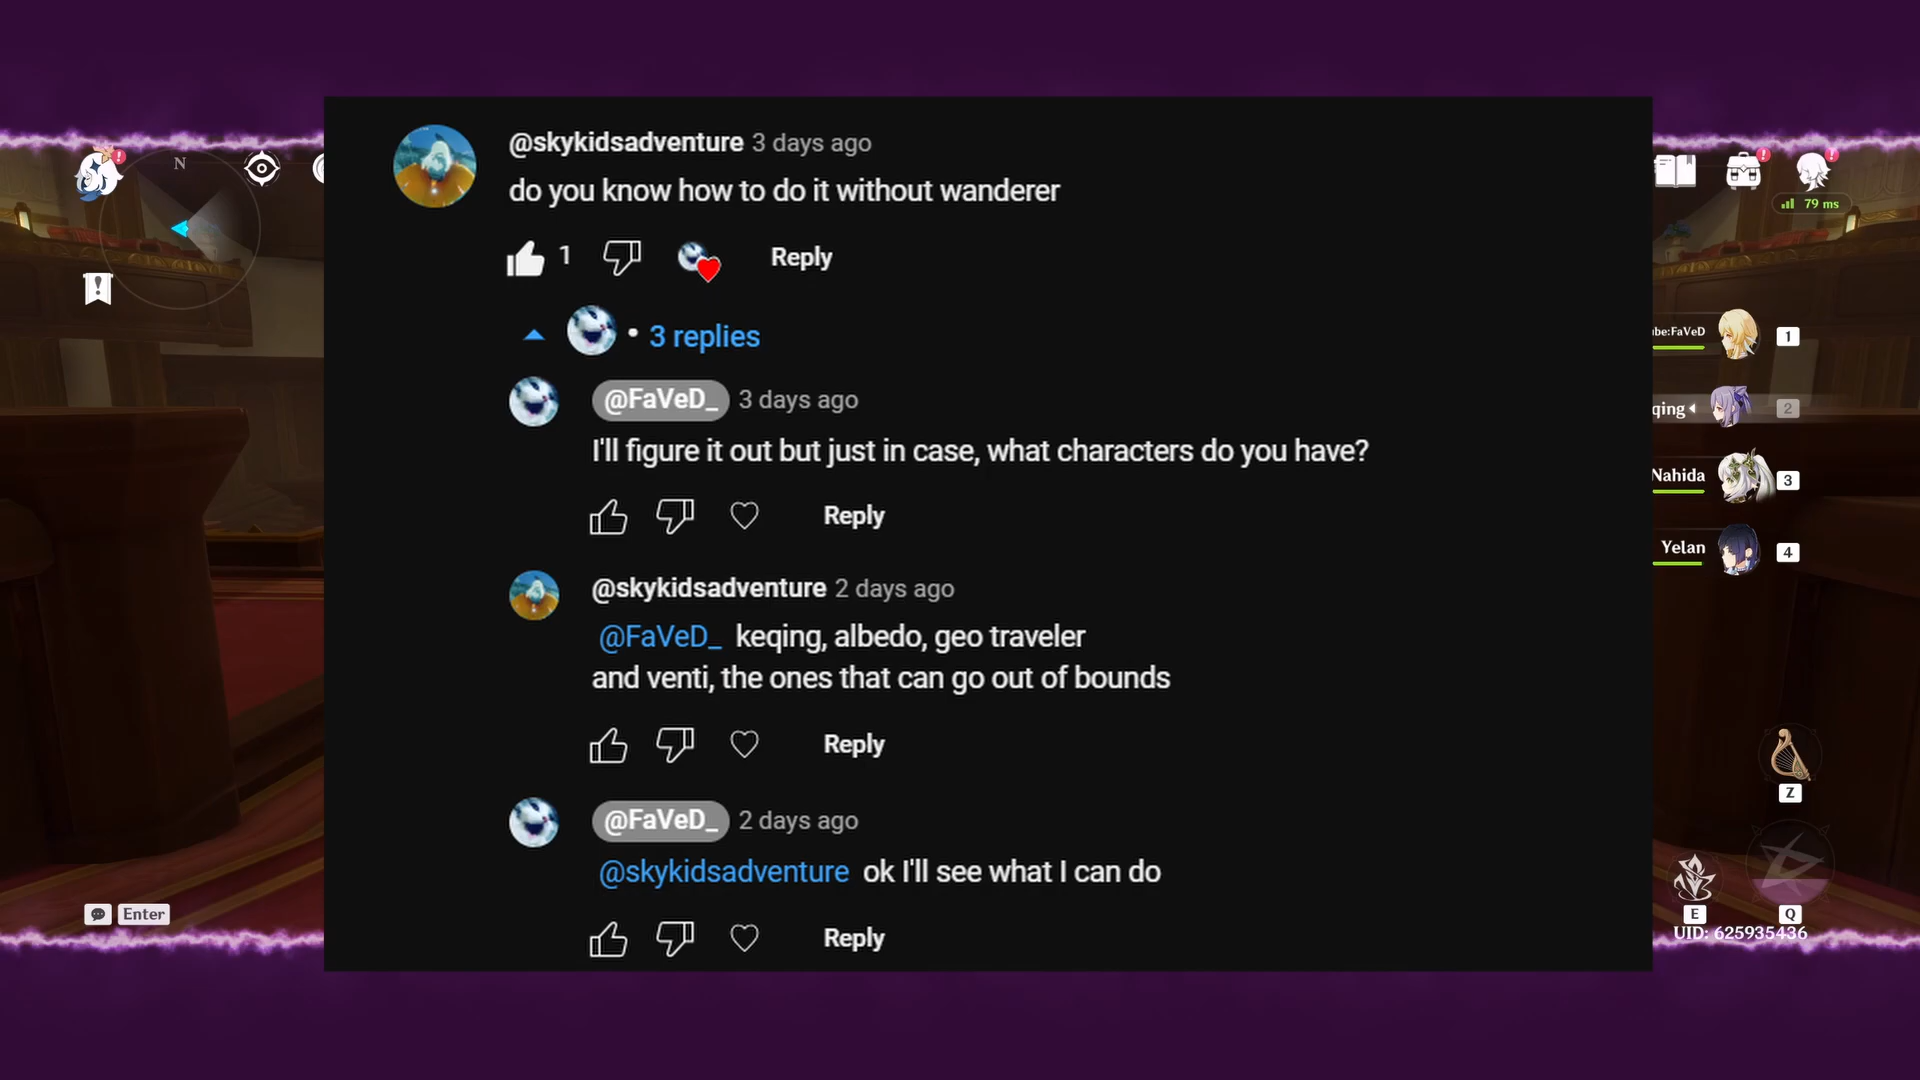 @skykidsadventure 3 days ago
do you know how to do it without wanderer
1
Reply
• 3 replies
@FaVeD_ 3 days ago
I'll figure it out but just in case, what characters do you have?
Reply
@skykidsadventure 2 days ago
@FaVeD_ keqing, albedo, geo traveler
and venti, the ones that can go out of bounds
Reply
@FaVeD_ 2 days ago
@skykidsadventure ok I'll see what I can do
Reply
N
79 ms
ube:FaVeD 1
qing 2
Nahida 3
Yelan 4
Z
E
Q
Enter
UID: 625935436